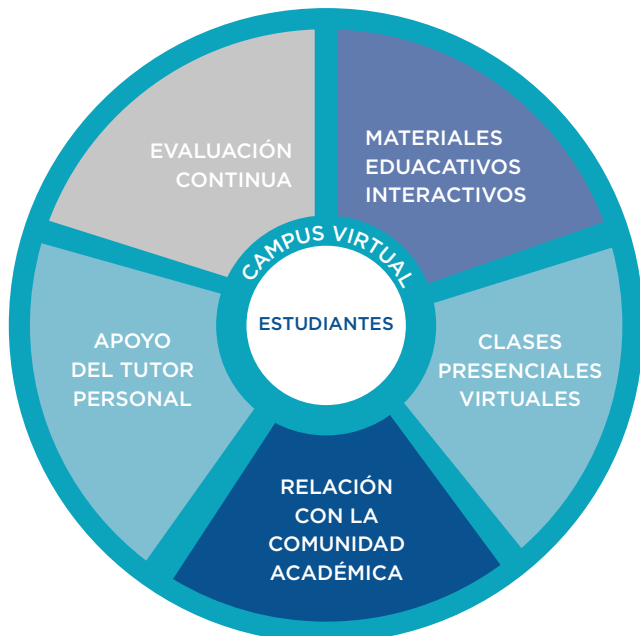 EVALUACIÓN
CONTINUA
MATERIALES
EDUACATIVOS
INTERACTIVOS
CAMPUS VIRTUAL
ESTUDIANTES
APOYO
DEL TUTOR
PERSONAL
CLASES
PRESENCIALES
VIRTUALES
RELACIÓN
CON LA
COMUNIDAD
ACADÉMICA